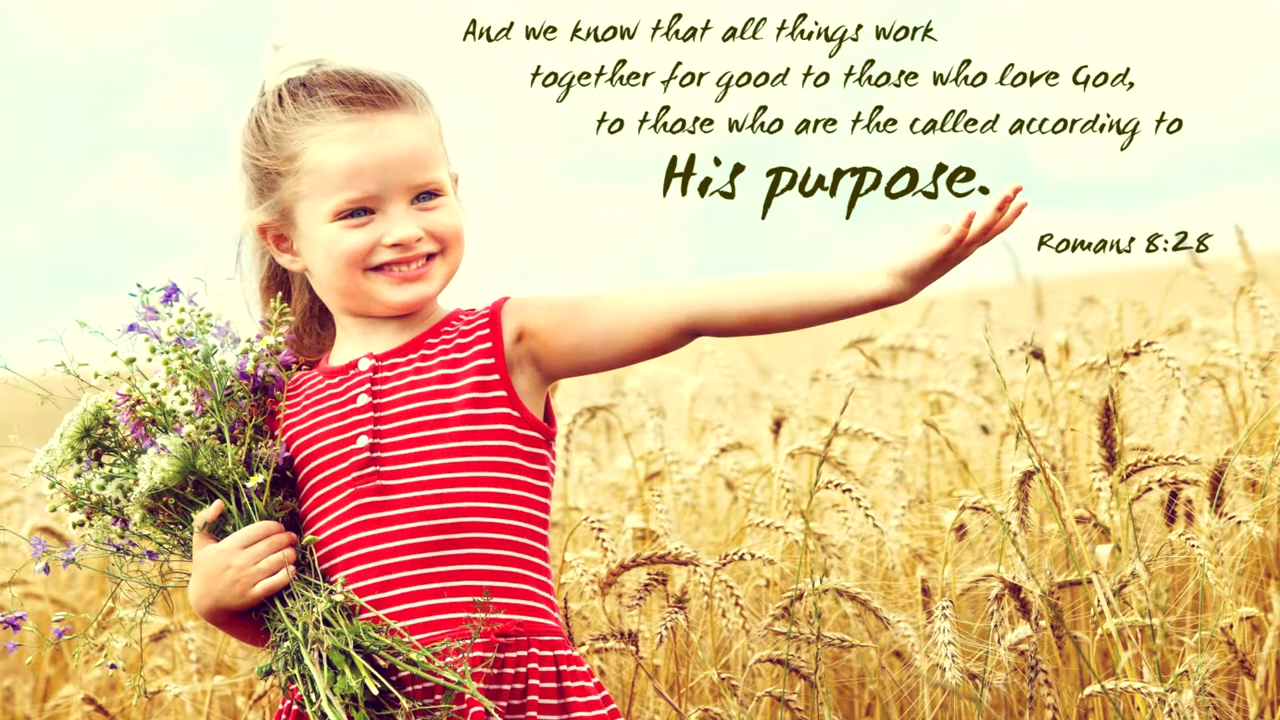 And we know that all things work
together for good to those who love God,
to those who are the called according to
His purpose.
Romans 8:28